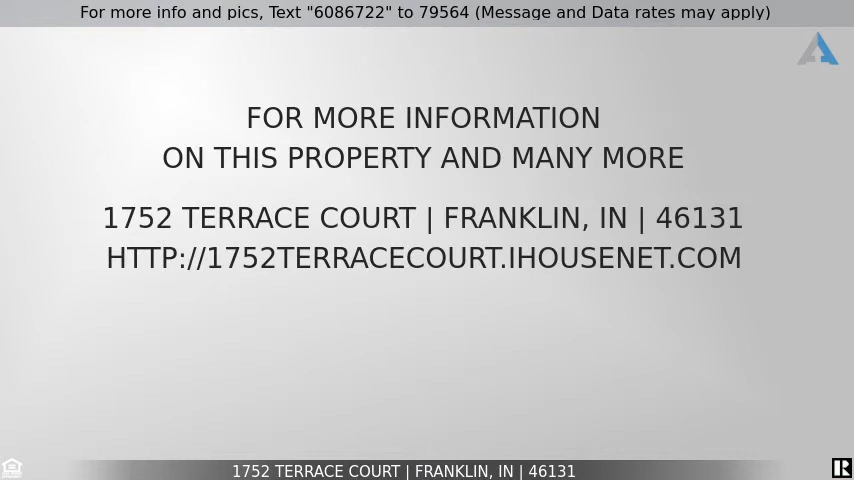 For more info and pics, Text "6086722" to 79564 (Message and Data rates may apply)
FOR MORE INFORMATION
ON THIS PROPERTY AND MANY MORE
1752 TERRACE COURT | FRANKLIN, IN | 46131
HTTP://1752TERRACECOURT.IHOUSENET.COM
1752 TERRACE COURT | FRANKLIN, IN | 46131